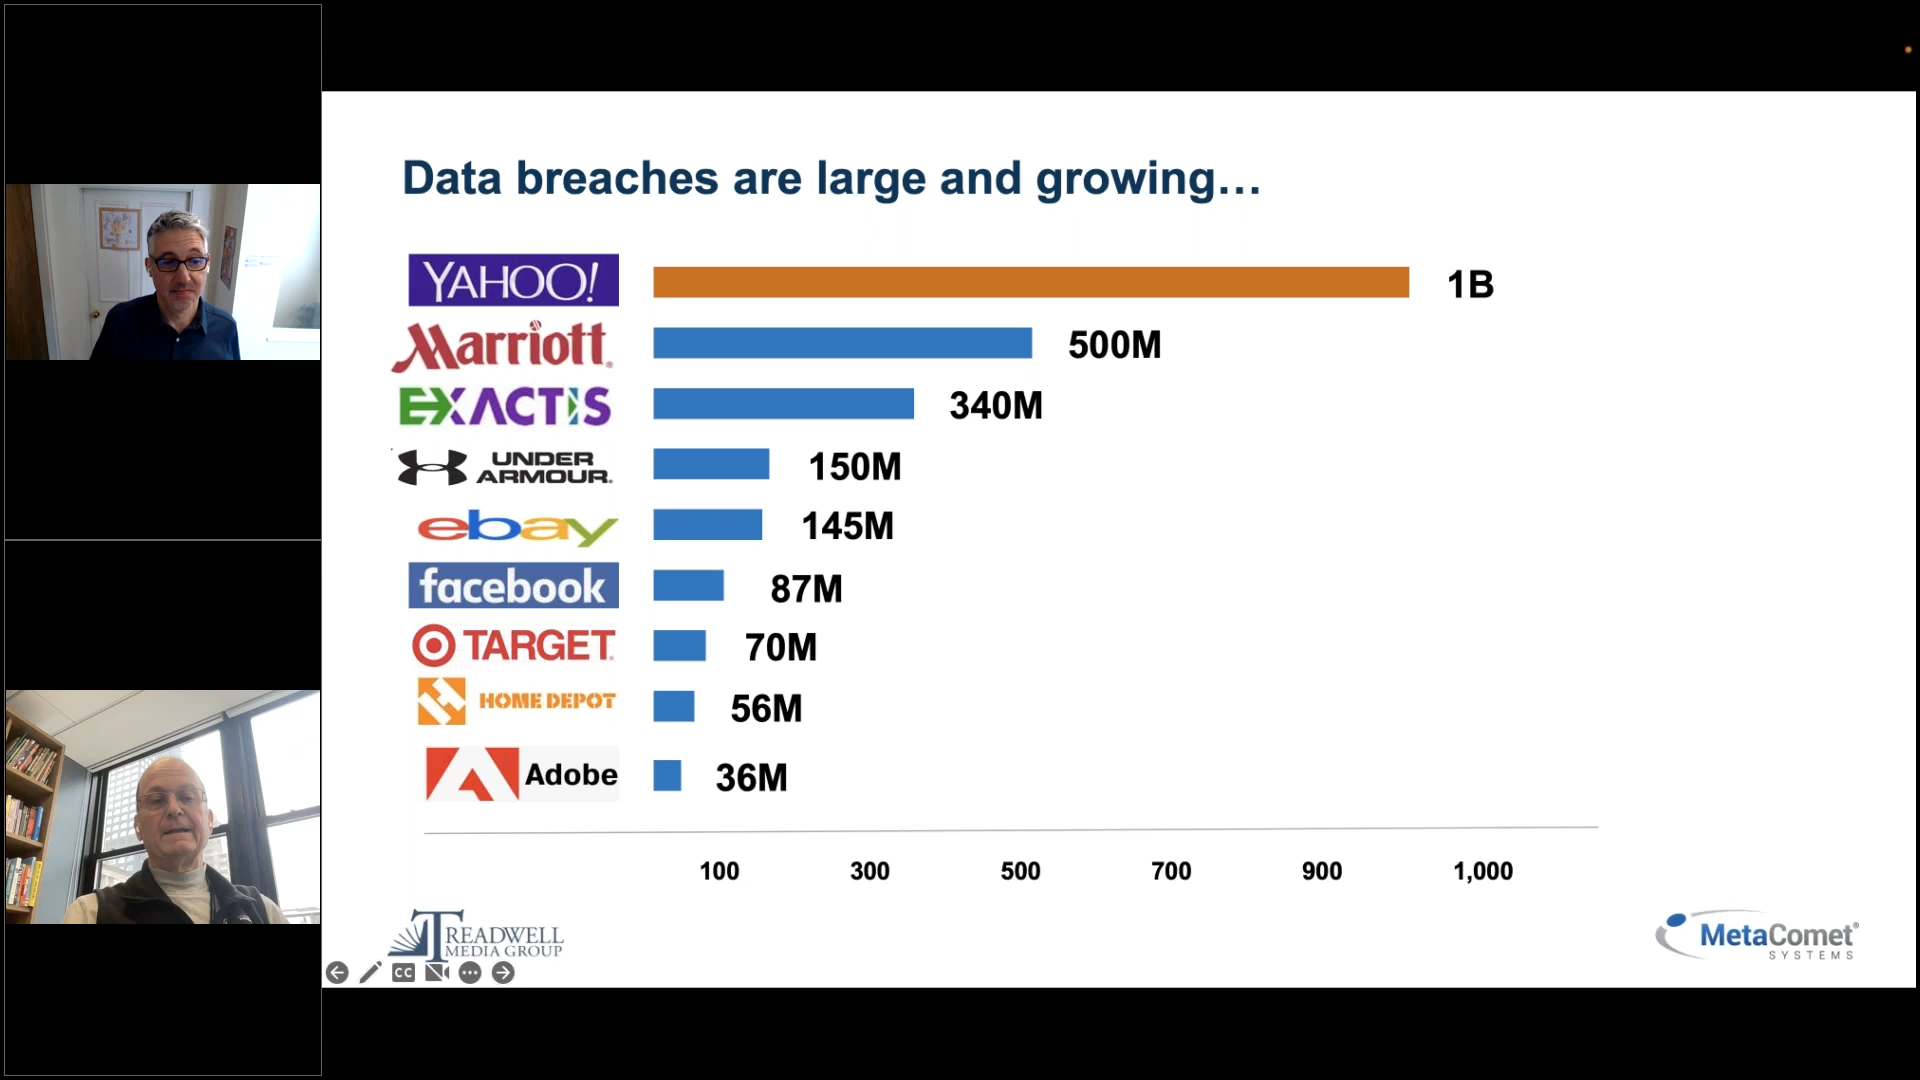 Data breaches are large and growing...
YAHOO! 1B
Marriott 500M
EXACTIS 340M
UNDER ARMOUR. 150M
ebay 145M
facebook 87M
TARGET 70M
HOME DEPOT 56M
Adobe 36M
100 300 500 700 900 1,000
TREADWELL
MEDIA GROUP
MetaComet®
SYSTEMS
CC